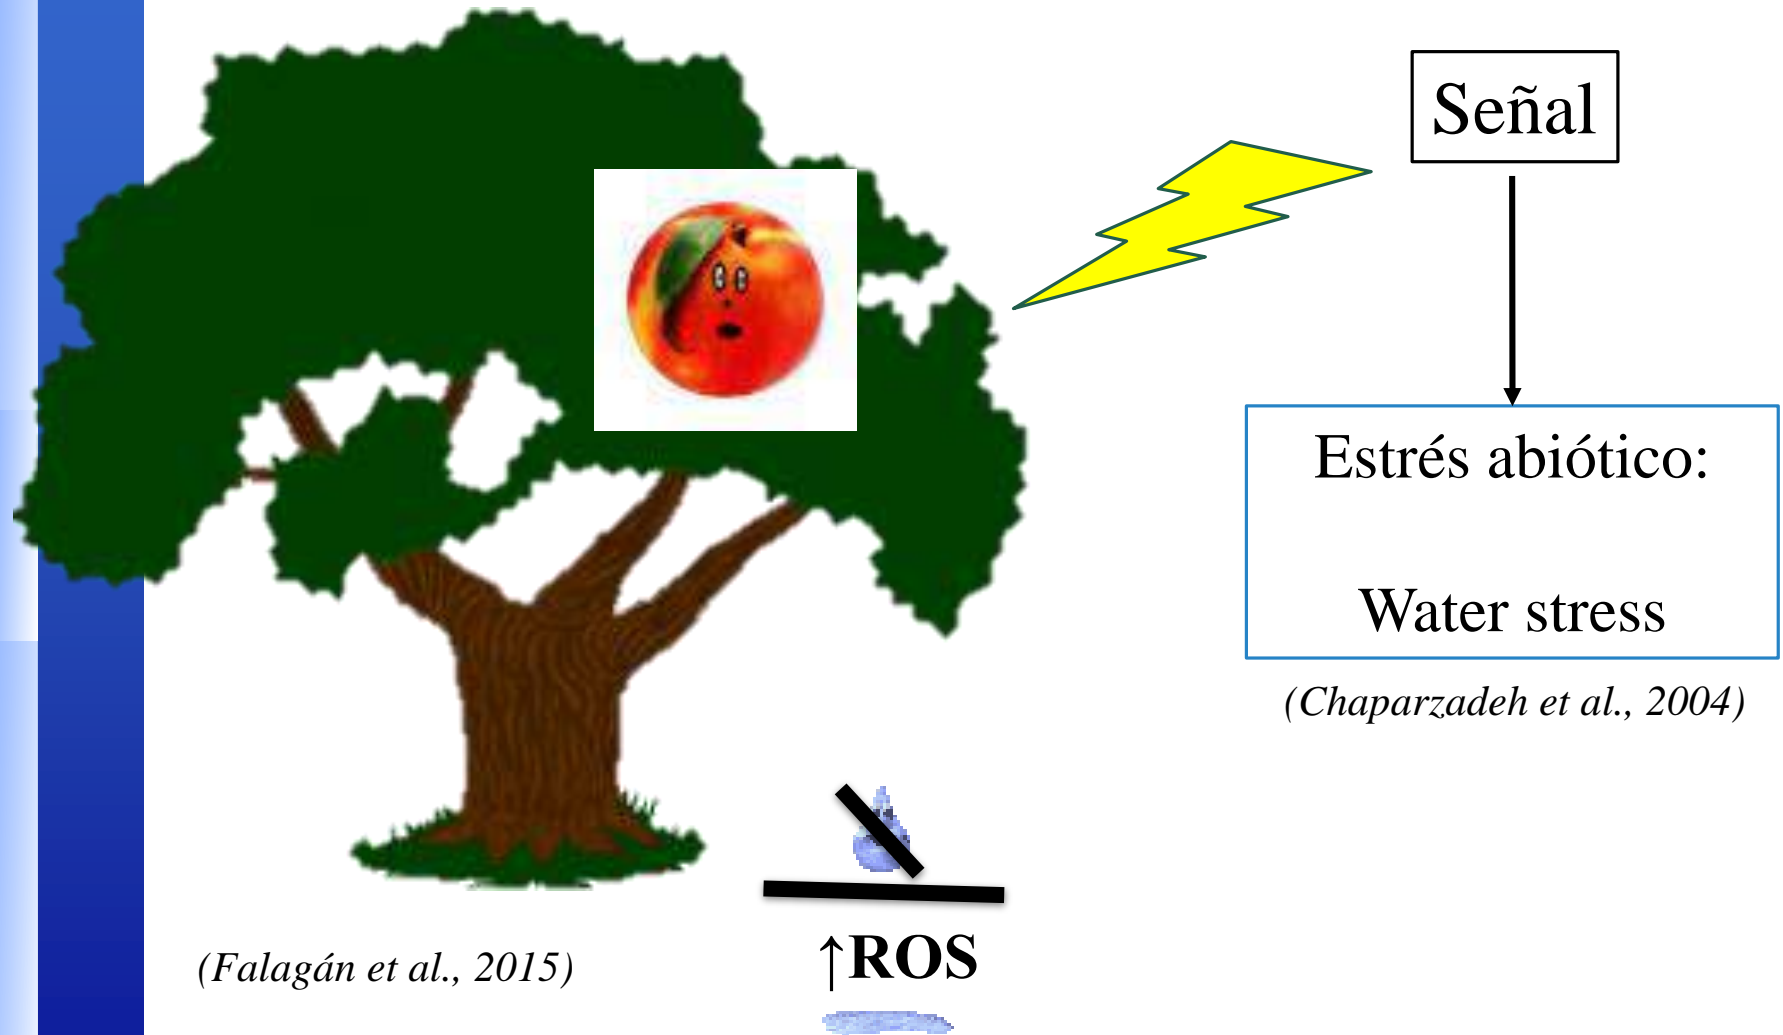 Señal
Estrés abiótico:
Water stress
(Chaparzadeh et al., 2004)
(Falagán et al., 2015)
↑ROS